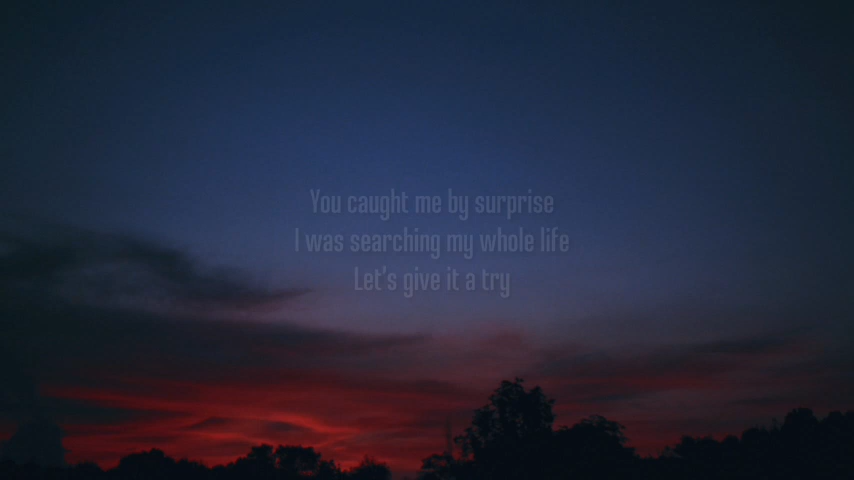 You caught me by surprise
I was searching my whole life
Let's give it a try